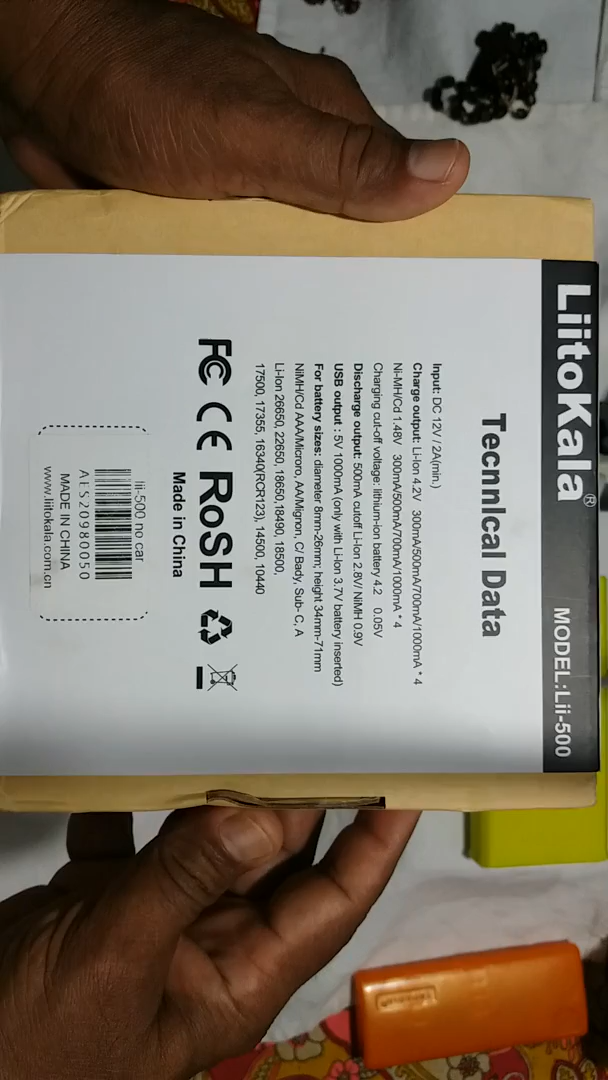 LiitoKala®
MODEL:Lii-500
Tecnnlcal Data
Input: DC 12V / 2A(min.)
Charge output: Li-Ion 4.2V 300mA/500mA/700mA/1000mA * 4
Ni-MH/Cd 1.48V 300mA/500mA/700mA/1000mA * 4
Charging cut-off voltage: lithium-ion battery 4.2 0.05V
Discharge output: 500mA cutoff Li-Ion 2.8V/ NiMH 0.9V
USB output : 5V 1000mA (only with Li-Ion 3.7V battery inserted)
For battery sizes: diameter 8mm-26mm; height 34mm-71mm
NiMH/Cd AAA/Microro, AA/Mignon, C/ Bady, Sub- C, A
Li-Ion 26650, 22650, 18650,18490, 18500,
17500, 17355, 16340(RCR123), 14500, 10440
FC CE RoSH
Made in China
lii-500 no car
AES20980050
MADE IN CHINA
www.liitokala.com.cn